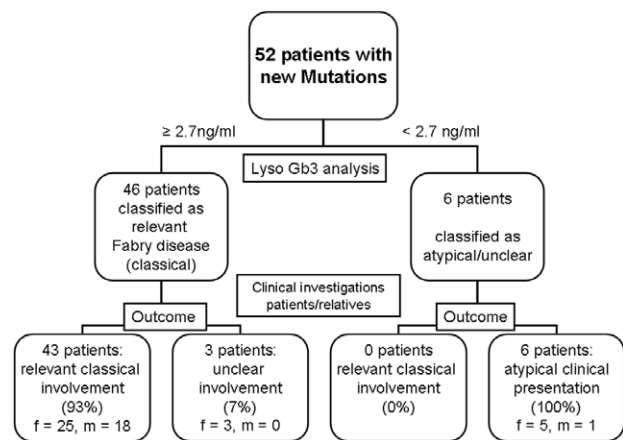 52 patients with
new Mutations
≥ 2.7ng/ml
< 2.7 ng/ml
Lyso Gb3 analysis
46 patients
classified as
relevant
Fabry disease
(classical)
6 patients
classified as
atypical/unclear
Clinical investigations
patients/relatives
Outcome
Outcome
43 patients:
relevant classical
involvement
(93%)
f = 25, m = 18
3 patients:
unclear
involvement
(7%)
f = 3, m = 0
0 patients
relevant classical
involvement
(0%)
6 patients:
atypical clinical
presentation
(100%)
f = 5, m = 1